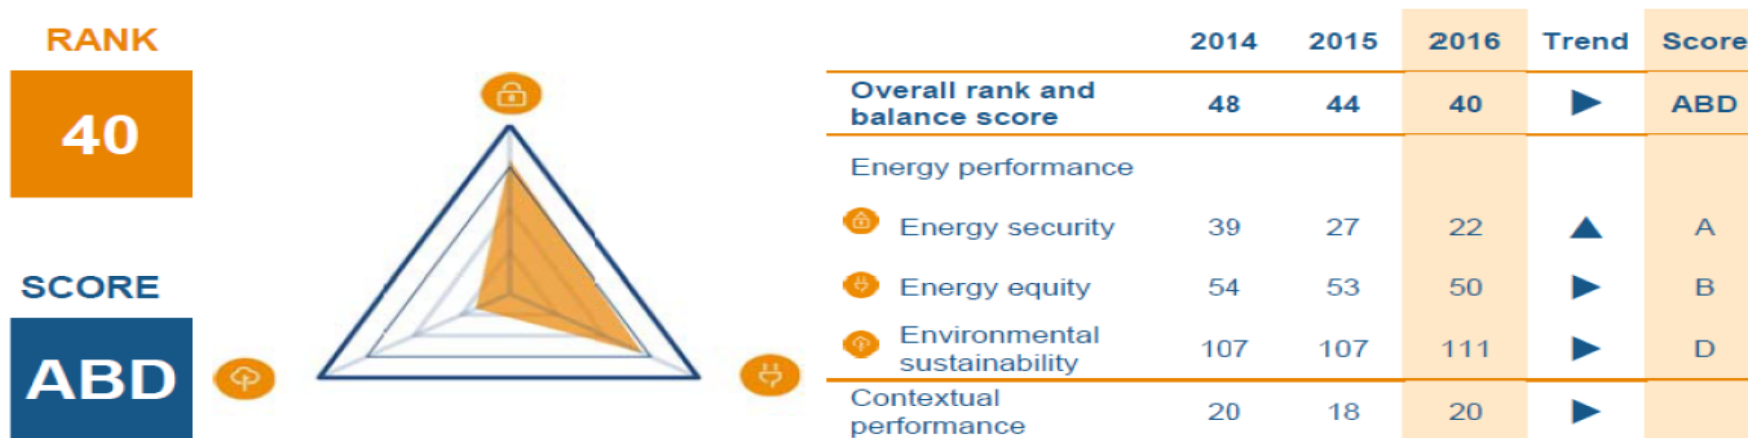 RANK
40
SCORE
ABD
2014 2015 2016 Trend Score
Overall rank and
balance score 48 44 40 ABD
Energy performance
Energy security 39 27 22 A
Energy equity 54 53 50 B
Environmental
sustainability 107 107 111 D
Contextual
performance 20 18 20